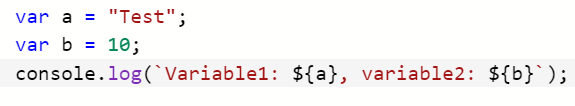 var a = "Test";
var b = 10;
console.log(`Variable1: ${a}, variable2: ${b}`);